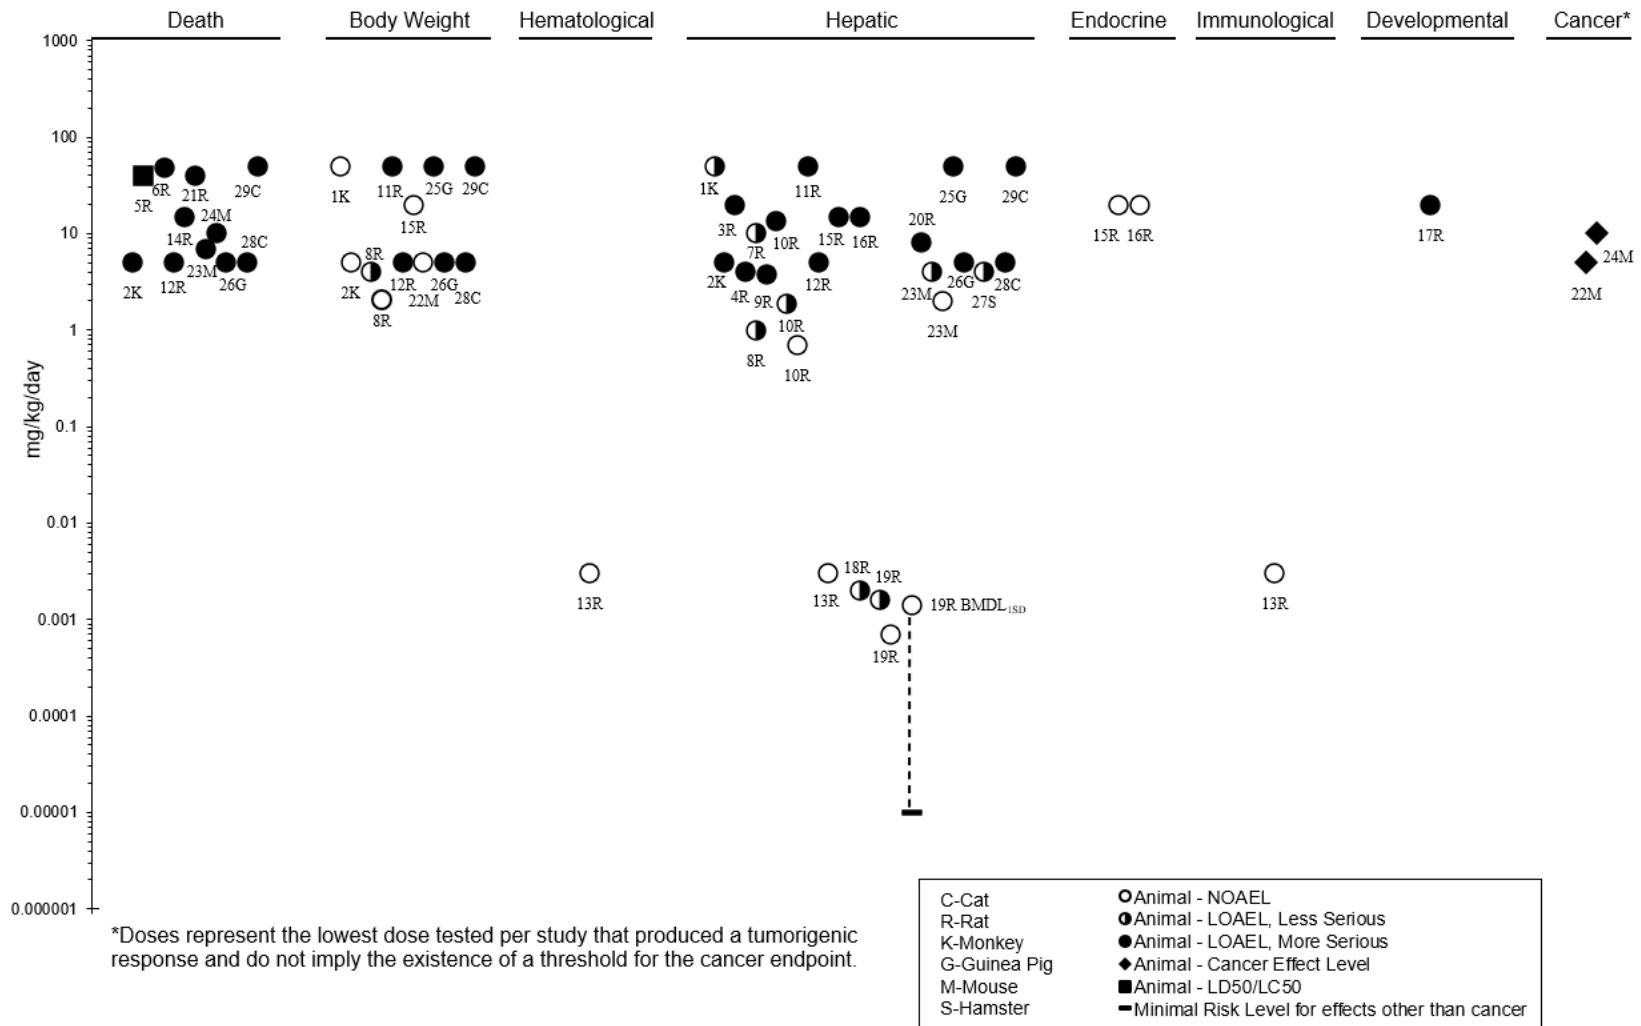 Death Body Weight Hematological Hepatic Endocrine Immunological Developmental Cancer*
1000
100
10
1
0.1
0.01
0.001
0.0001
0.00001
0.000001
mg/kg/day
5R
6R
21R
29C
14R
24M
23M
28C
2K
12R
26G
1K
11R
25G
29C
15R
2K
8R
8R
12R
22M
26G
28C
13R
1K
3R
7R
10R
11R
15R
16R
2K
4R
9R
12R
10R
8R
10R
20R
25G
29C
23M
26G
27S
28C
23M
13R
18R
19R
19R
19R BMDL1SD
15R
16R
13R
17R
24M
22M
*Doses represent the lowest dose tested per study that produced a tumorigenic
response and do not imply the existence of a threshold for the cancer endpoint.
C-Cat
R-Rat
K-Monkey
G-Guinea Pig
M-Mouse
S-Hamster
Animal - NOAEL
Animal - LOAEL, Less Serious
Animal - LOAEL, More Serious
Animal - Cancer Effect Level
Animal - LD50/LC50
Minimal Risk Level for effects other than cancer